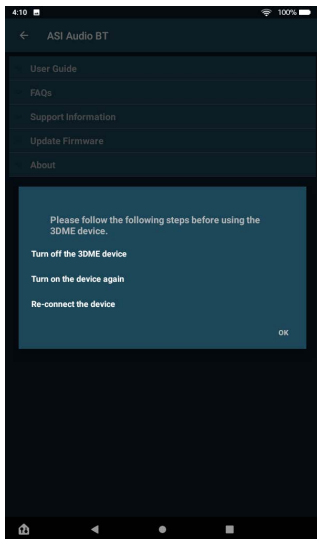 4:10
100%
ASI Audio BT
User Guide
FAQs
Support Information
Update Firmware
About
Please follow the following steps before using the
3DME device.
Turn off the 3DME device
Turn on the device again
Re-connect the device
OK